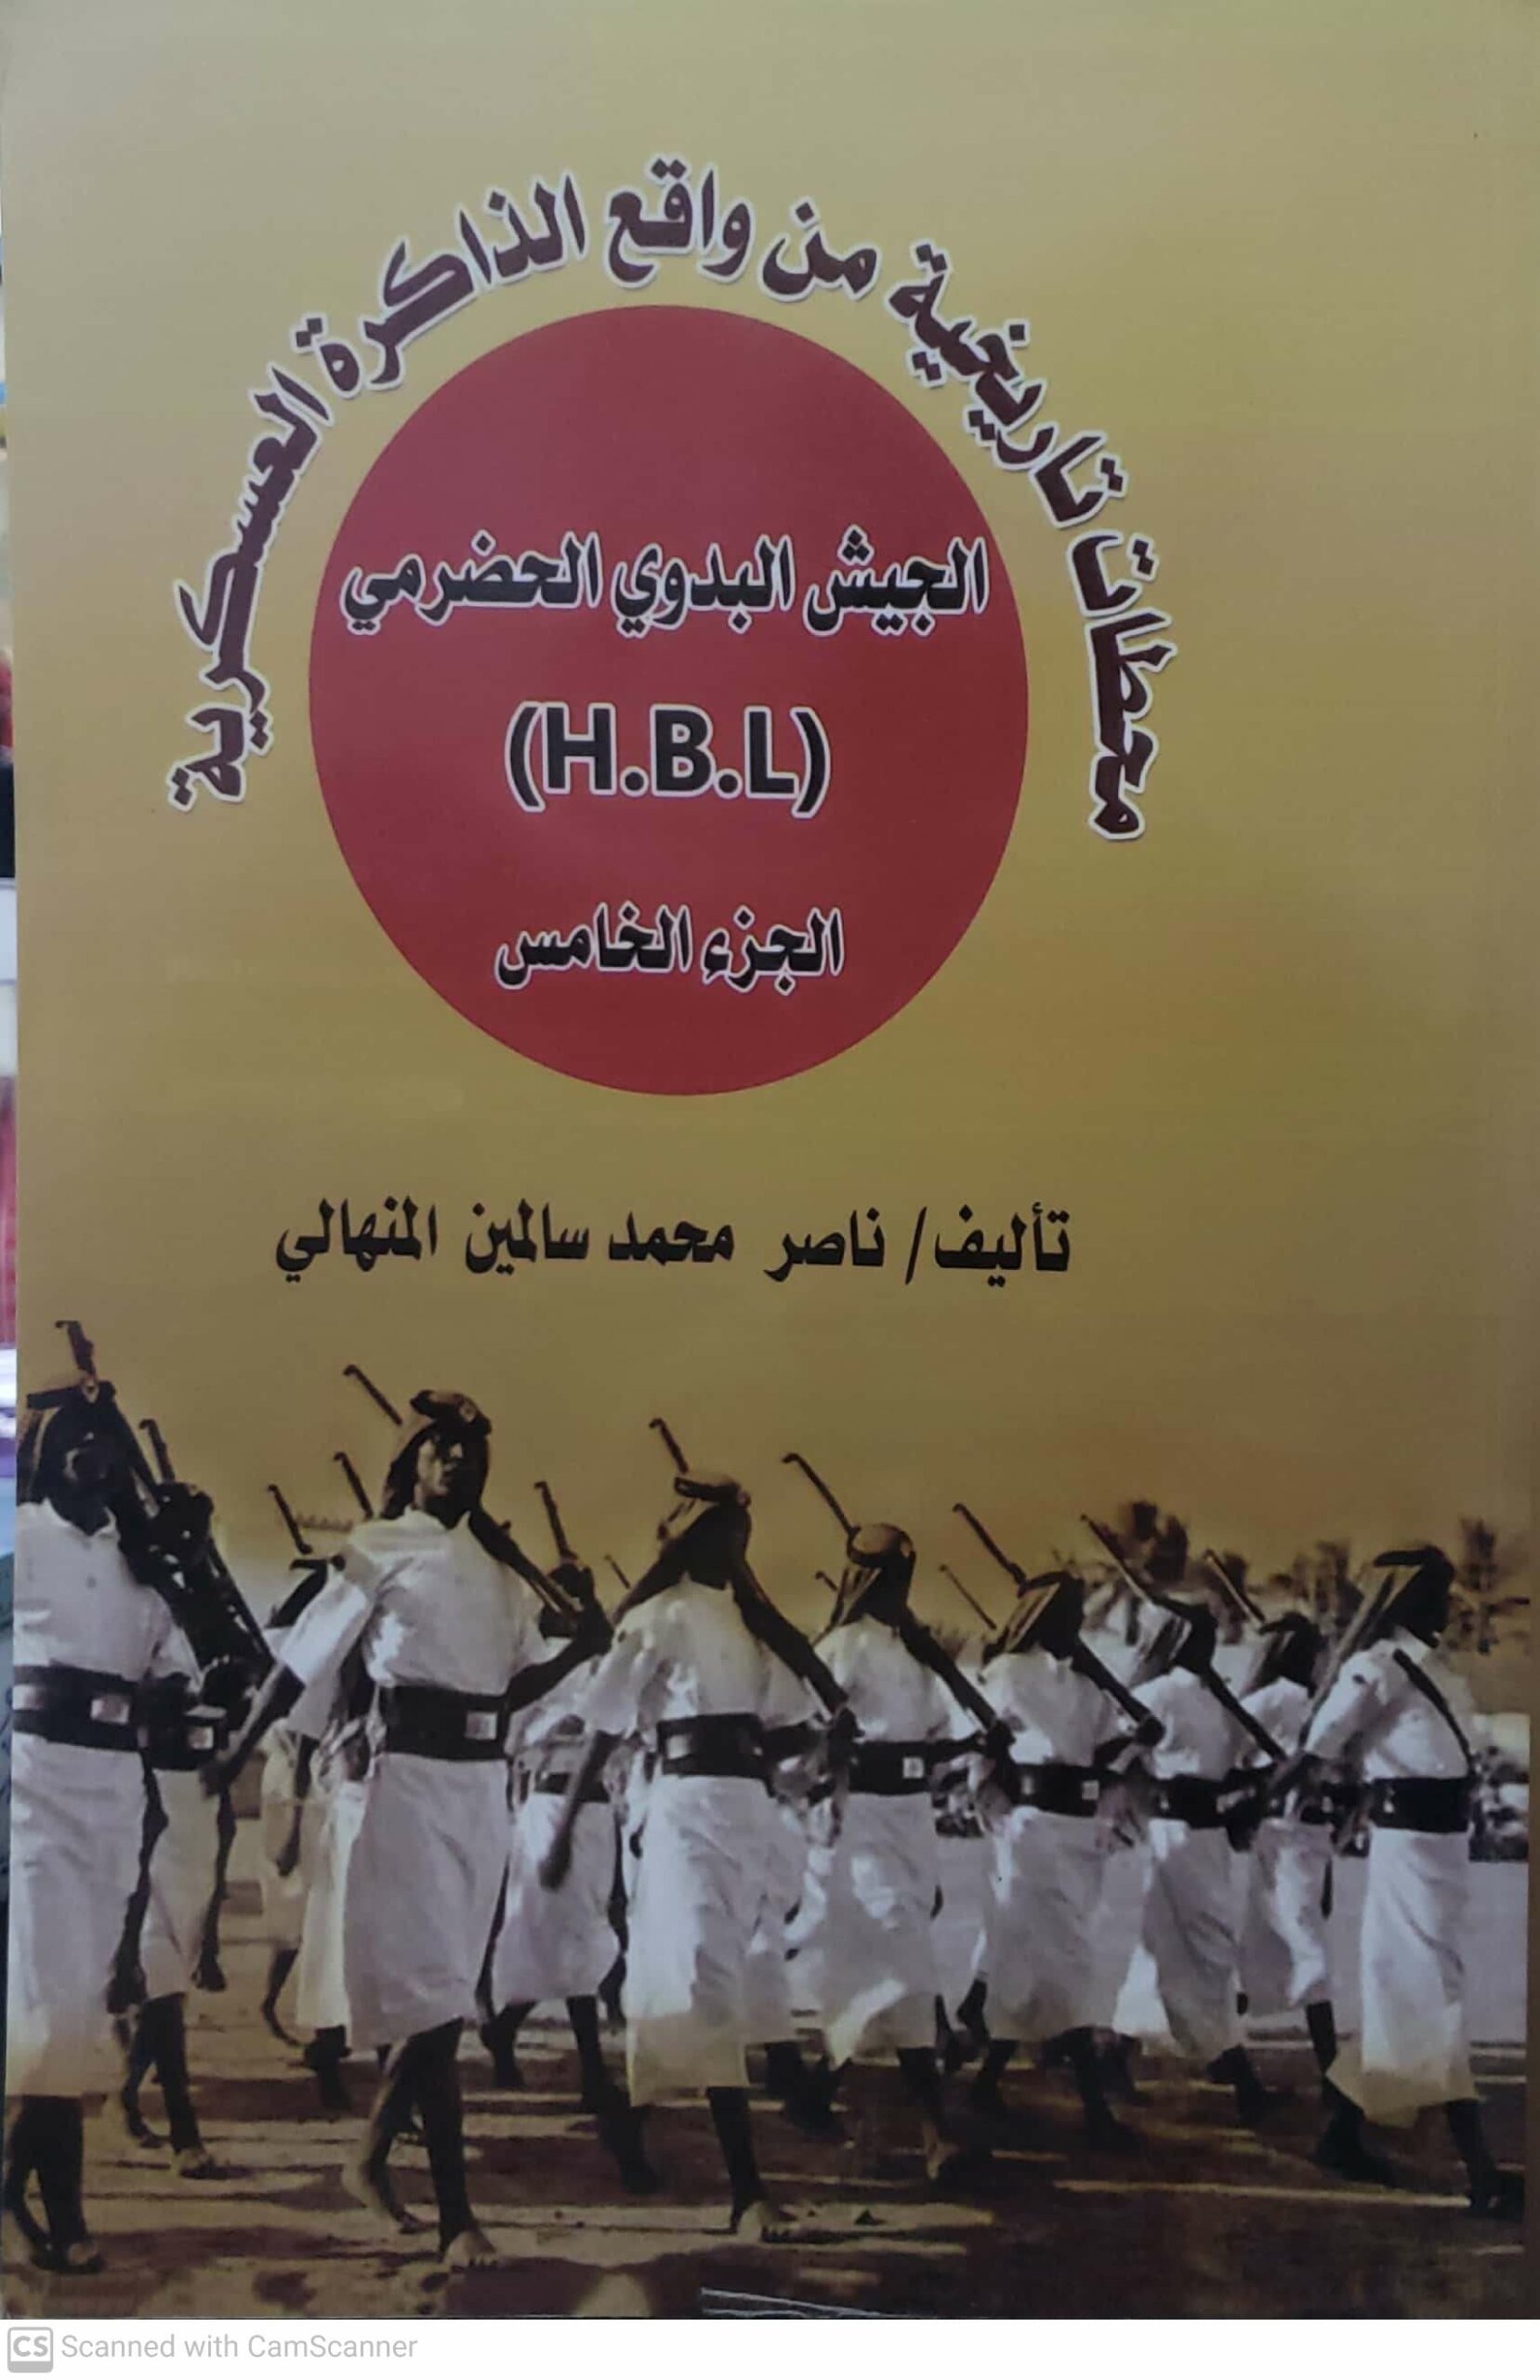 محطات تاريخية من واقع الذاكرة العسكرية
الجيش البدوي الحضرمي
(H.B.L)
الجزء الخامس
تأليف/ ناصر محمد سالمين المنهالي
CS Scanned with CamScanner